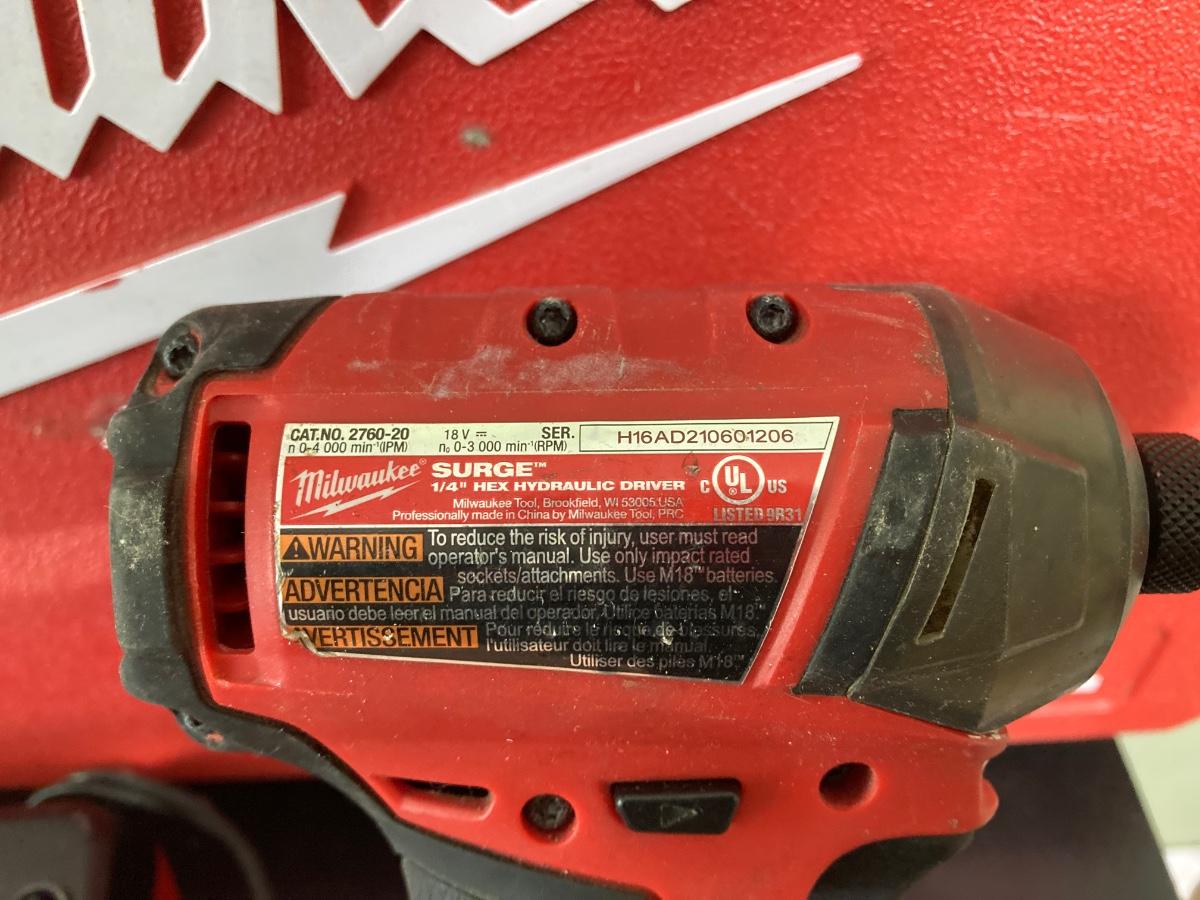 CAT.NO. 2760-20 18 V ⎓ SER. H16AD210601206
n 0-4 000 min⁻¹(IPM) n₀ 0-3 000 min⁻¹(RPM)
Milwaukee® SURGE™
1/4" HEX HYDRAULIC DRIVER
C UL® US
Milwaukee Tool, Brookfield, WI 53005 USA
Professionally made in China by Milwaukee Tool, PRC
LISTED 9R31
⚠WARNING To reduce the risk of injury, user must read
operator's manual. Use only impact rated
sockets/attachments. Use M18™ batteries.
ADVERTENCIA Para reducir el riesgo de lesiones, el
usuario debe leer el manual del operador. Utilice baterías M18™
AVERTISSEMENT Pour réduire le risque de blessures,
l'utilisateur doit lire le manual.
Utiliser des piles M18™